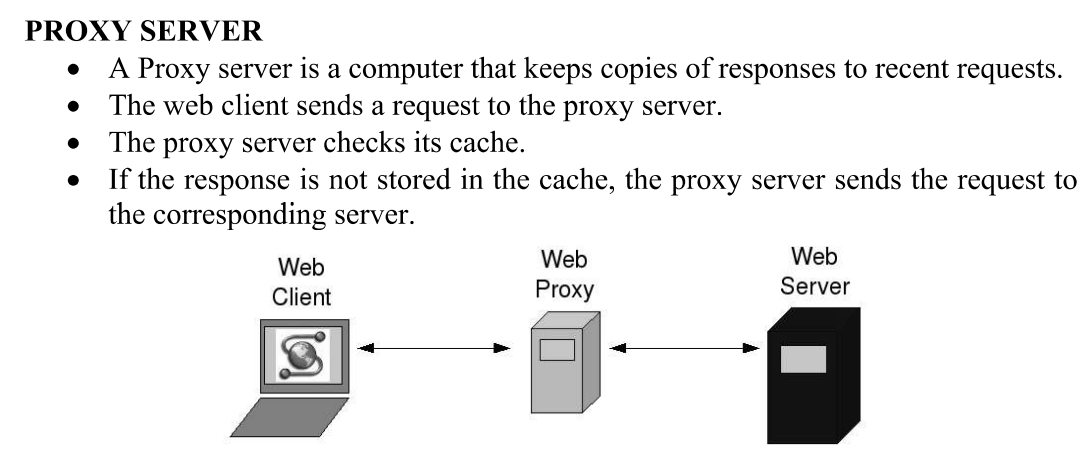 PROXY SERVER
• A Proxy server is a computer that keeps copies of responses to recent requests.
• The web client sends a request to the proxy server.
• The proxy server checks its cache.
• If the response is not stored in the cache, the proxy server sends the request to
the corresponding server.
Web
Client
Web
Proxy
Web
Server